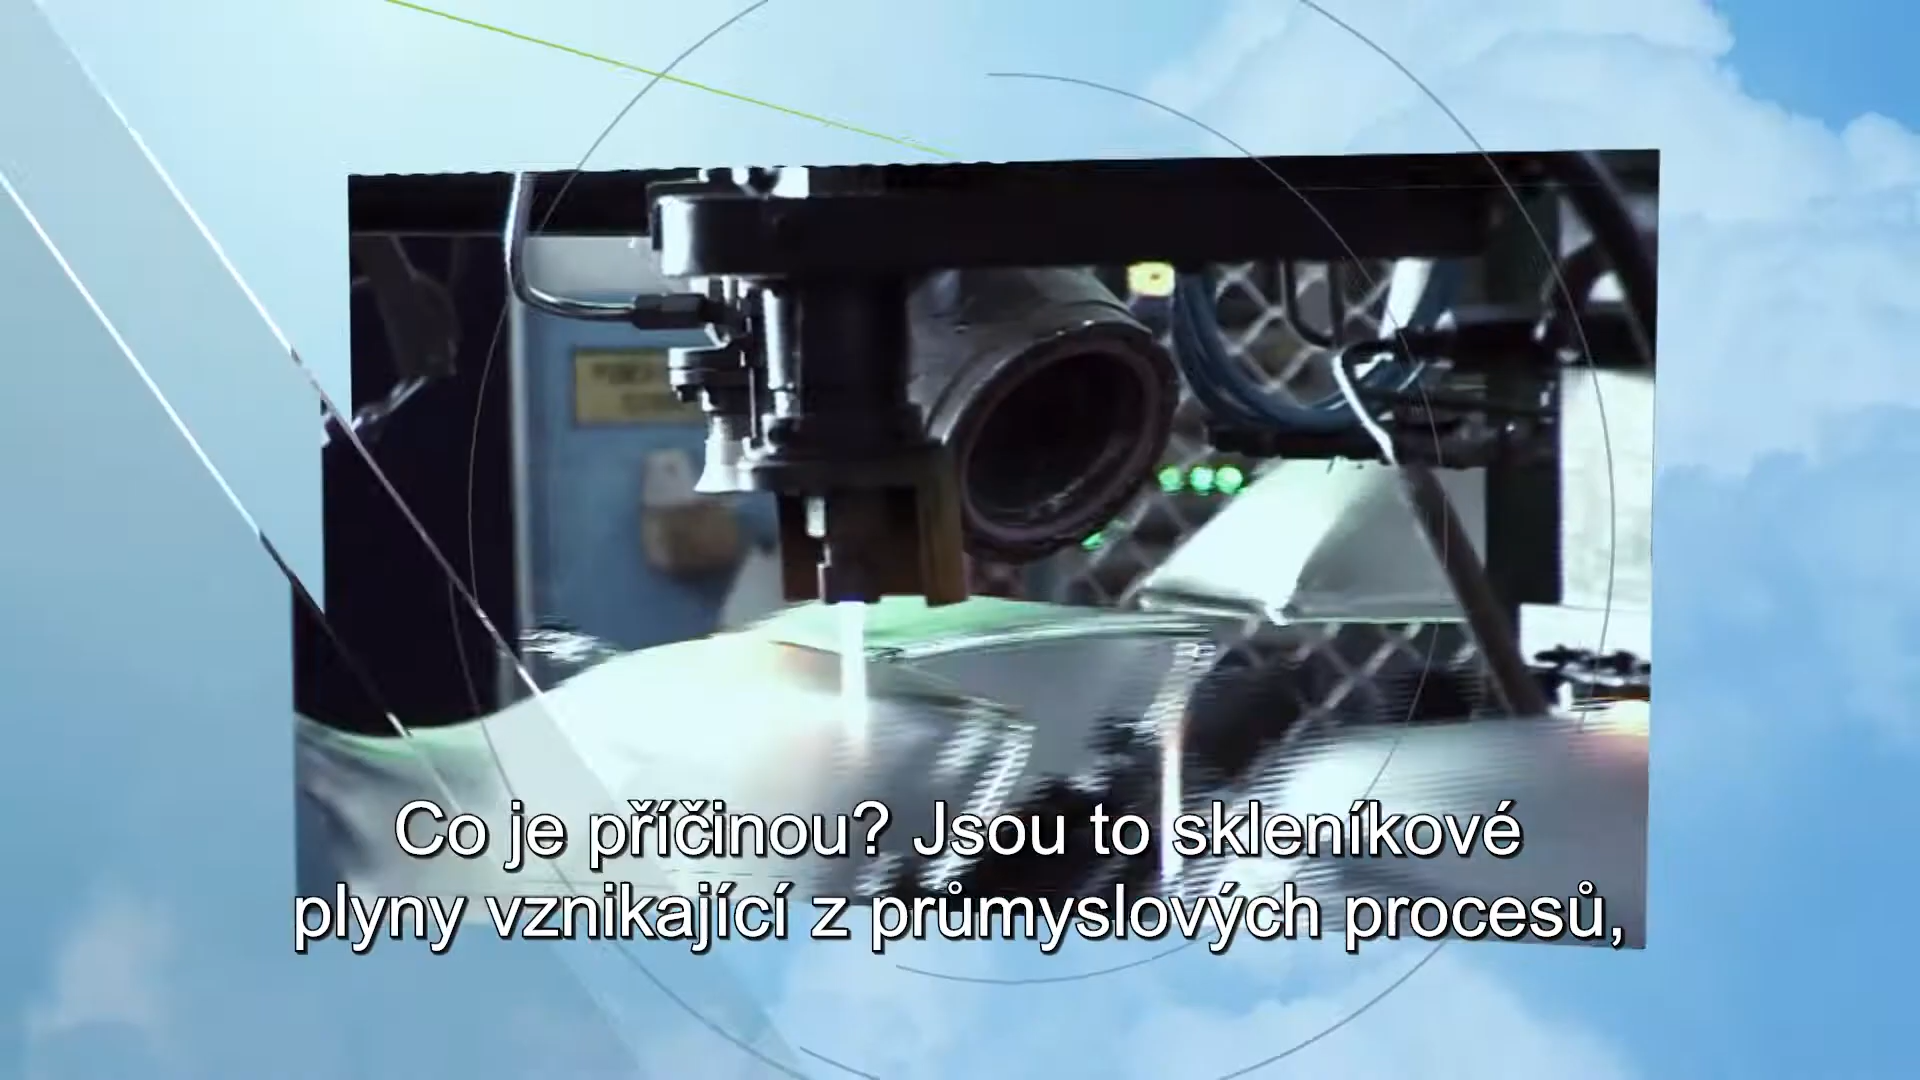 Co je příčinou? Jsou to skleníkové
plyny vznikající z průmyslových procesů,